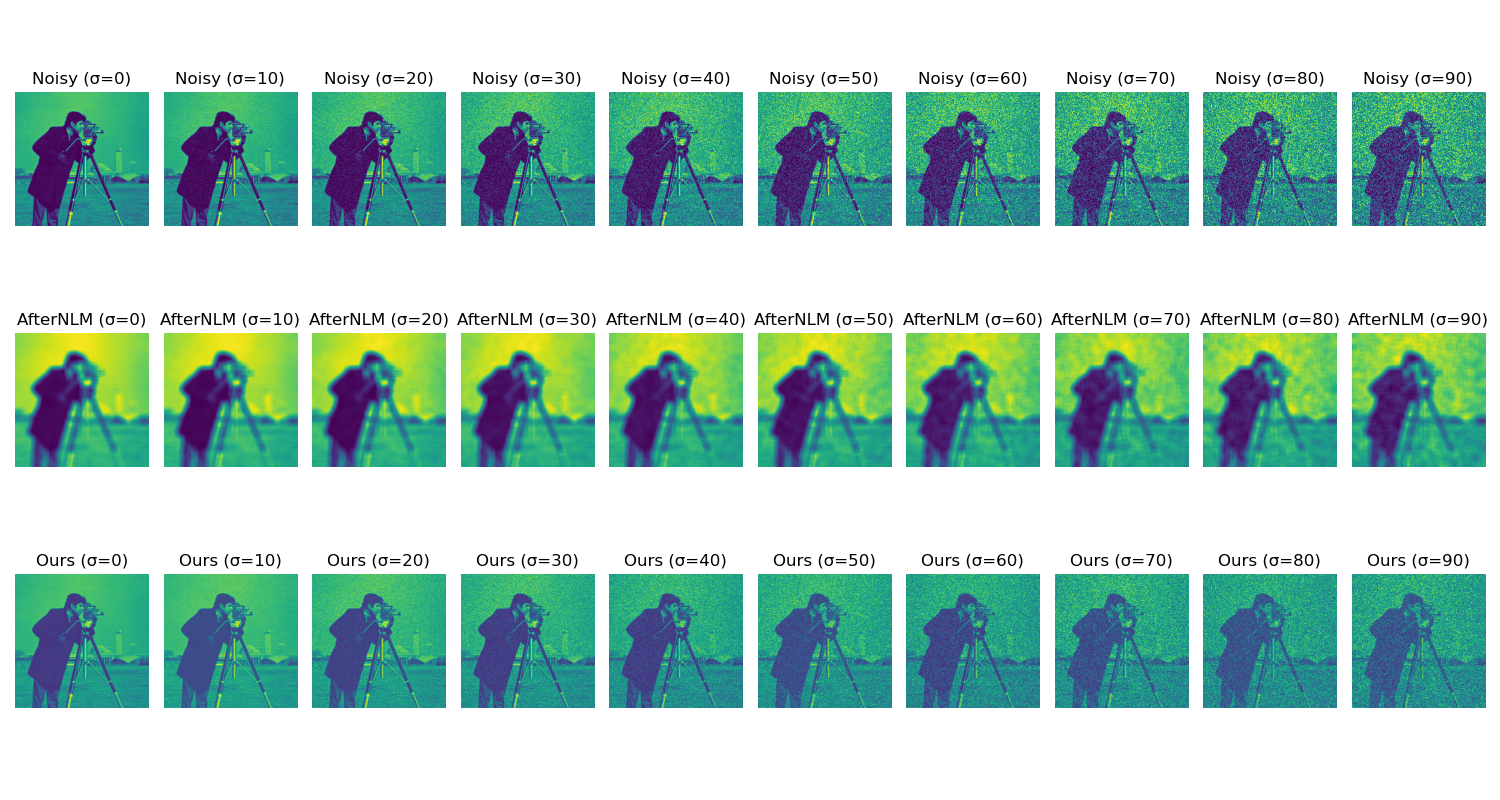 Noisy (σ=0) Noisy (σ=10) Noisy (σ=20) Noisy (σ=30) Noisy (σ=40) Noisy (σ=50) Noisy (σ=60) Noisy (σ=70) Noisy (σ=80) Noisy (σ=90)
AfterNLM (σ=0) AfterNLM (σ=10) AfterNLM (σ=20) AfterNLM (σ=30) AfterNLM (σ=40) AfterNLM (σ=50) AfterNLM (σ=60) AfterNLM (σ=70) AfterNLM (σ=80) AfterNLM (σ=90)
Ours (σ=0) Ours (σ=10) Ours (σ=20) Ours (σ=30) Ours (σ=40) Ours (σ=50) Ours (σ=60) Ours (σ=70) Ours (σ=80) Ours (σ=90)